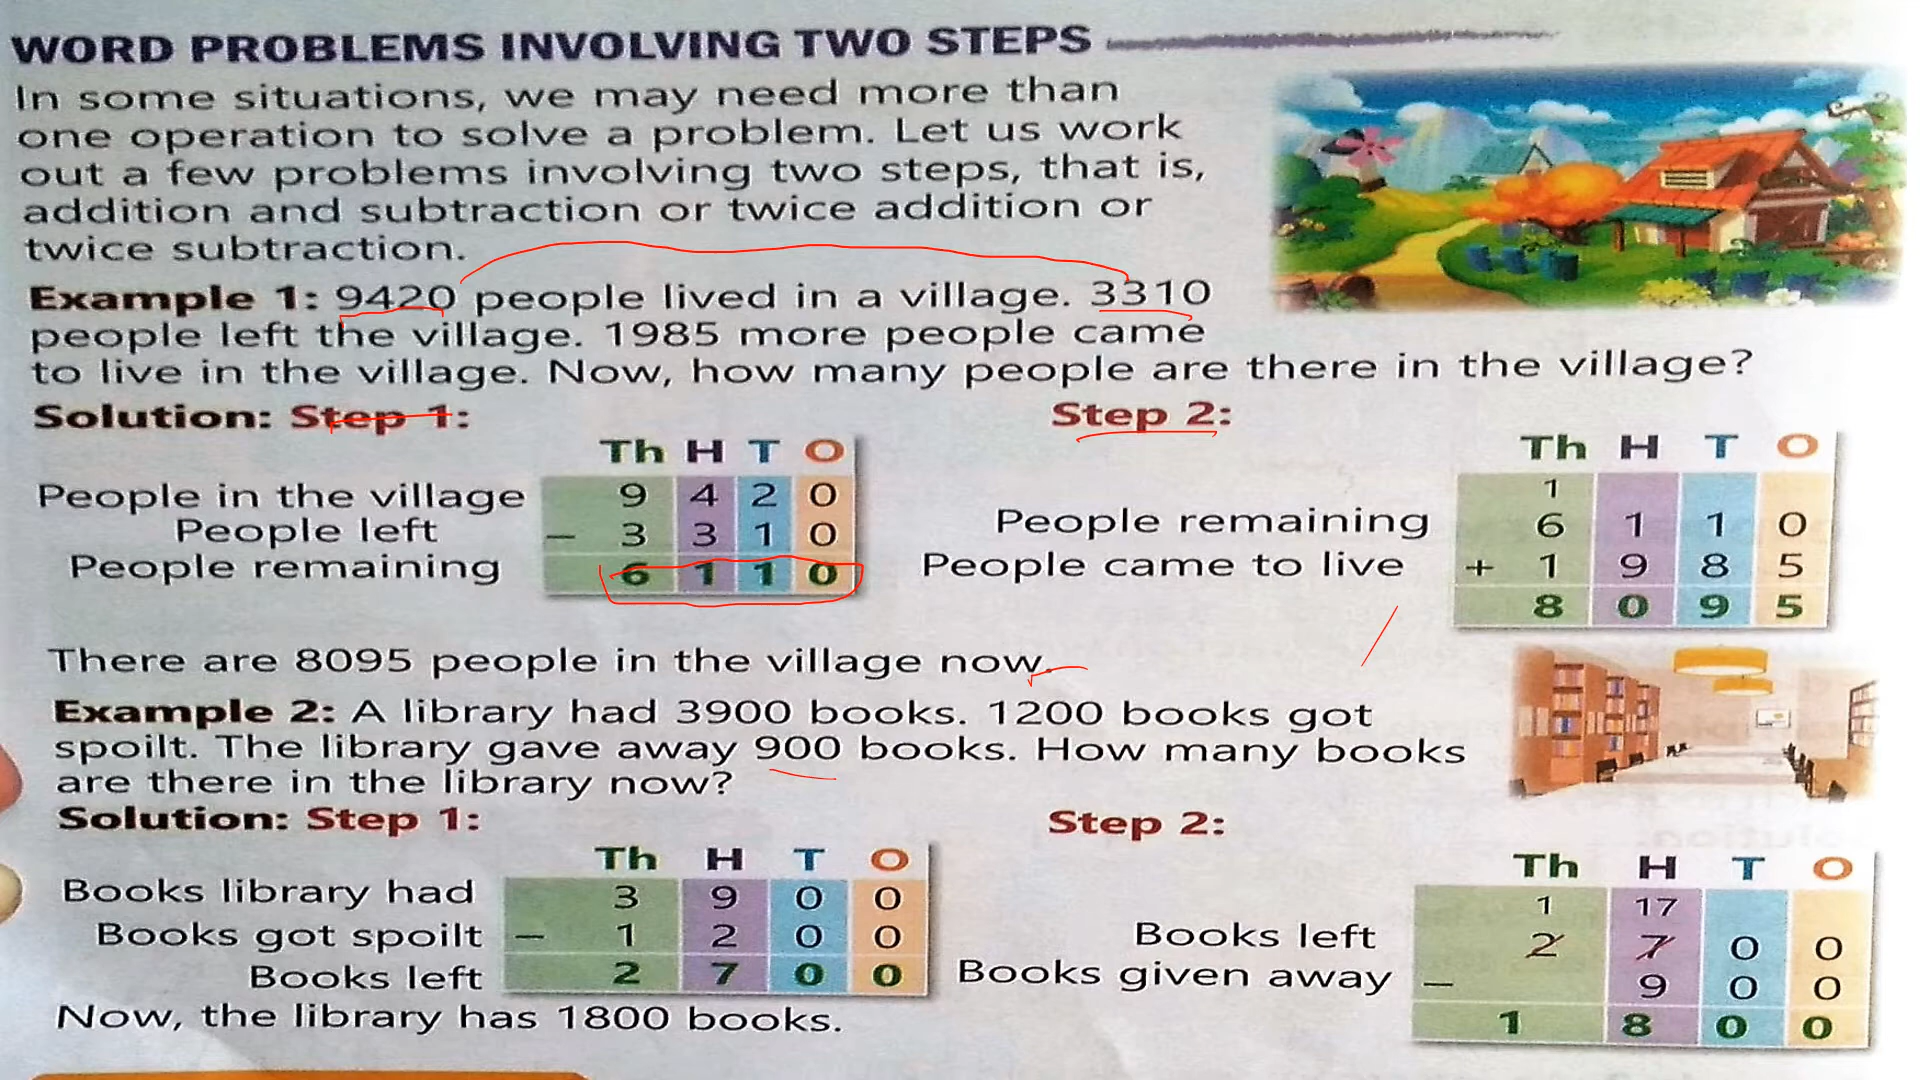 WORD PROBLEMS INVOLVING TWO STEPS
In some situations, we may need more than
one operation to solve a problem. Let us work
out a few problems involving two steps, that is,
addition and subtraction or twice addition or
twice subtraction.
Example 1: 9420 people lived in a village. 3310
people left the village. 1985 more people came
to live in the village. Now, how many people are there in the village?
Solution: Step 1:
Th H T O
People in the village 9 4 2 0
People left − 3 3 1 0
People remaining 6 1 1 0
Step 2:
Th H T O
1
People remaining 6 1 1 0
People came to live + 1 9 8 5
8 0 9 5
There are 8095 people in the village now.
Example 2: A library had 3900 books. 1200 books got
spoilt. The library gave away 900 books. How many books
are there in the library now?
Solution: Step 1:
Th H T O
Books library had 3 9 0 0
Books got spoilt − 1 2 0 0
Books left 2 7 0 0
Step 2:
Th H T O
1 17
Books left 2 7 0 0
Books given away − 9 0 0
1 8 0 0
Now, the library has 1800 books.